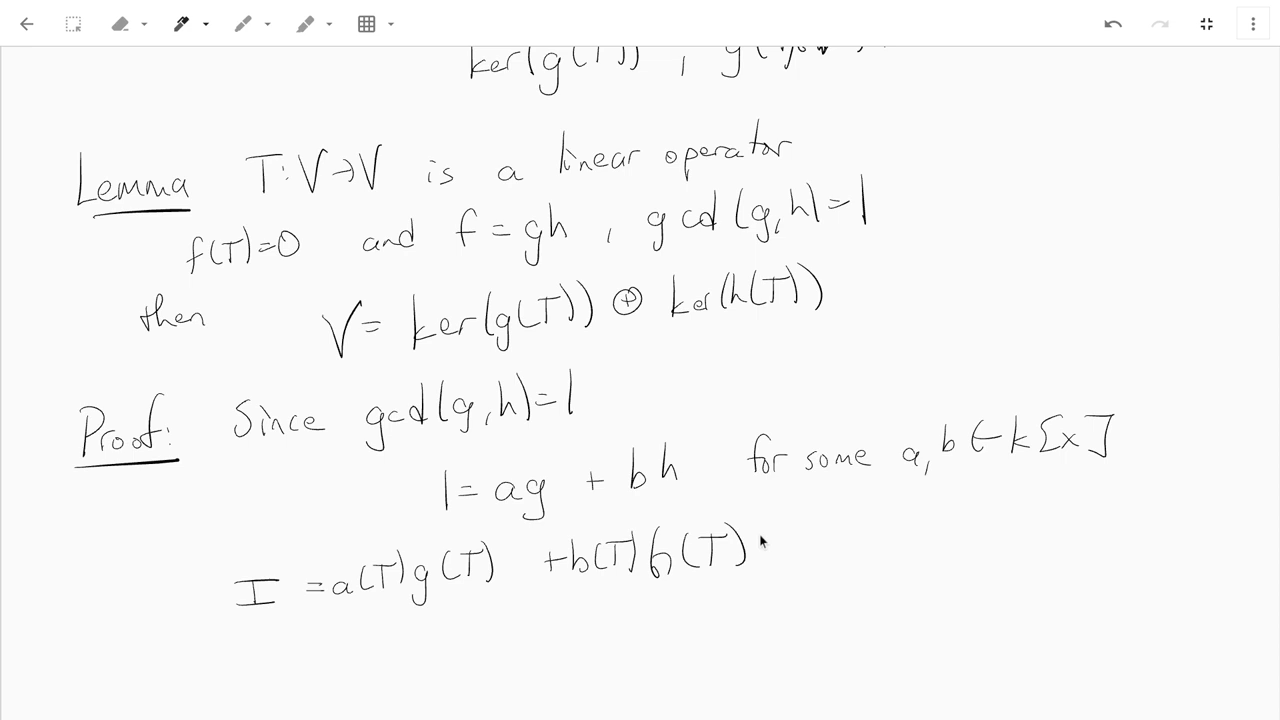 ker(g(T)) , g(
Lemma T:V→V is a linear operator
f(T)=0 and f = gh , gcd(g,h)=1
then V = ker(g(T)) ⊕ ker(h(T))
Proof: Since gcd(g,h)=1
1 = ag + bh for some a, b ∈ k[x]
I = a(T)g(T) + b(T)h(T)